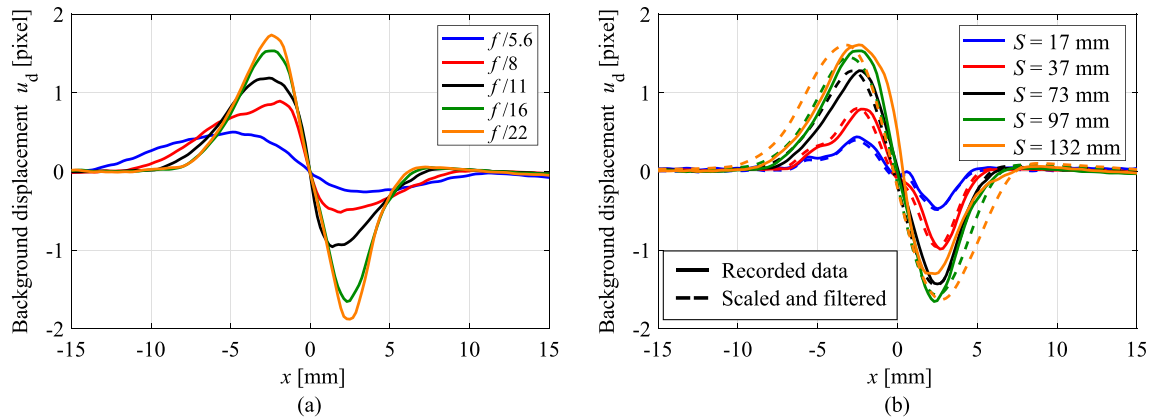 2
1
0
-1
-2
-15
-10
-5
0
5
10
15
Background displacement u_d [pixel]
x [mm]
f /5.6
f /8
f /11
f /16
f /22
(a)
2
1
0
-1
-2
-15
-10
-5
0
5
10
15
Background displacement u_d [pixel]
x [mm]
S = 17 mm
S = 37 mm
S = 73 mm
S = 97 mm
S = 132 mm
Recorded data
Scaled and filtered
(b)